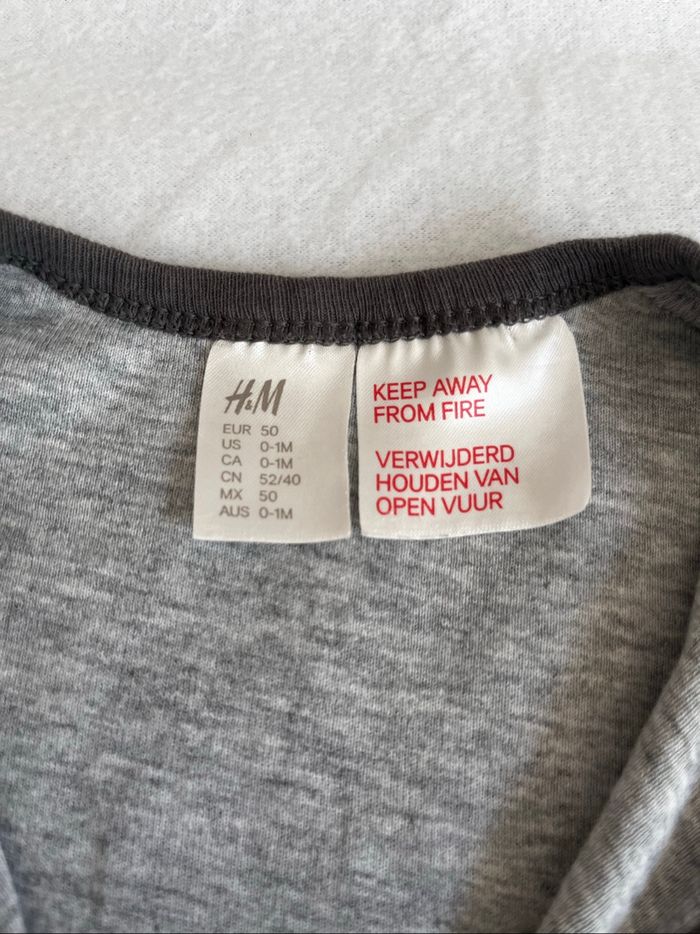 H&M
EUR 50
US 0-1M
CA 0-1M
CN 52/40
MX 50
AUS 0-1M
KEEP AWAY
FROM FIRE
VERWIJDERD
HOUDEN VAN
OPEN VUUR